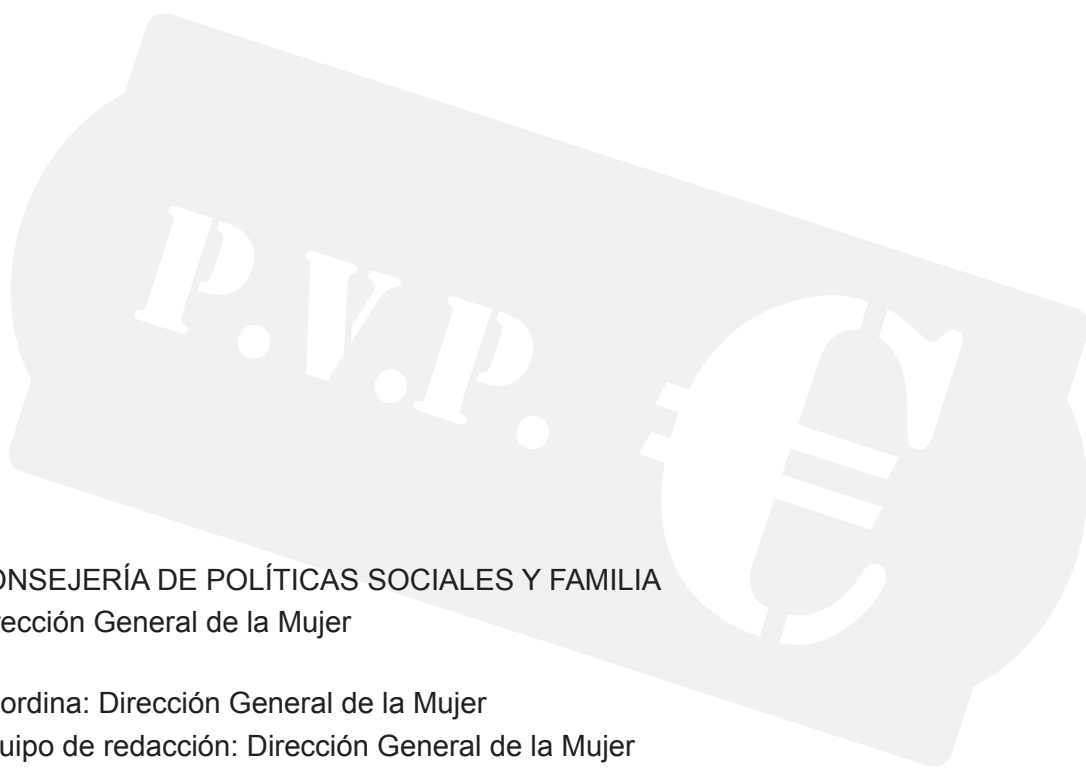 P.V.P. €
ONSEJERÍA DE POLÍTICAS SOCIALES Y FAMILIA
rección General de la Mujer
ordina: Dirección General de la Mujer
uipo de redacción: Dirección General de la Mujer